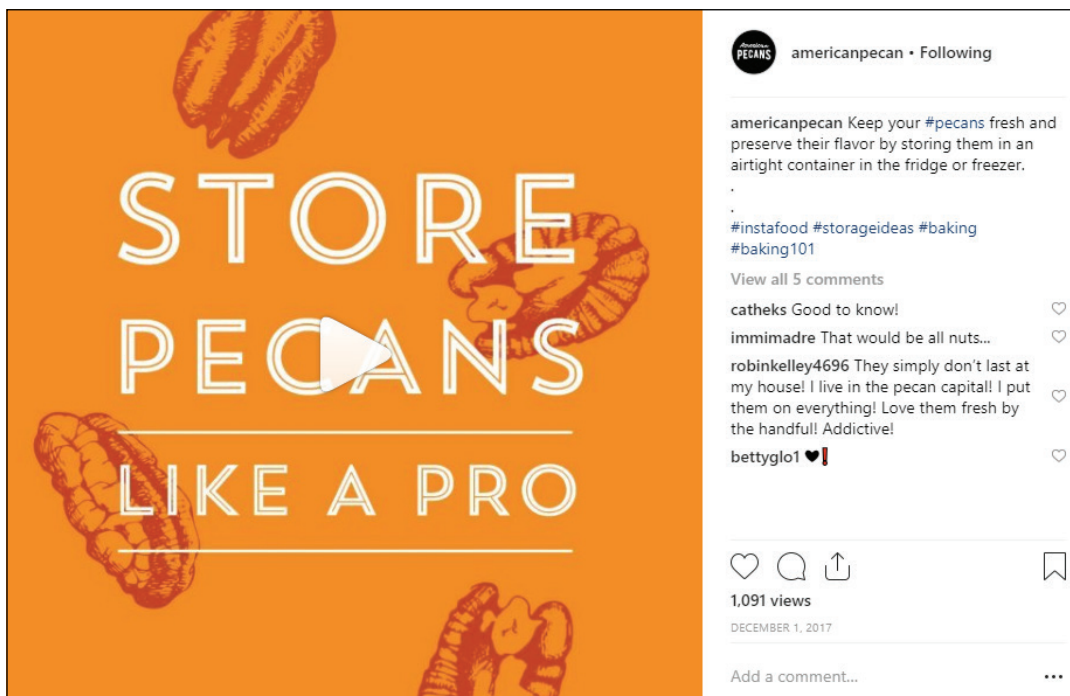 STORE
PECANS
LIKE A PRO
American
PECANS
americanpecan • Following
americanpecan Keep your #pecans fresh and
preserve their flavor by storing them in an
airtight container in the fridge or freezer.
.
.
#instafood #storageideas #baking
#baking101
View all 5 comments
catheks Good to know!
immimadre That would be all nuts...
robinkelley4696 They simply don't last at
my house! I live in the pecan capital! I put
them on everything! Love them fresh by
the handful! Addictive!
bettyglo1 ♥❗
1,091 views
DECEMBER 1, 2017
Add a comment...